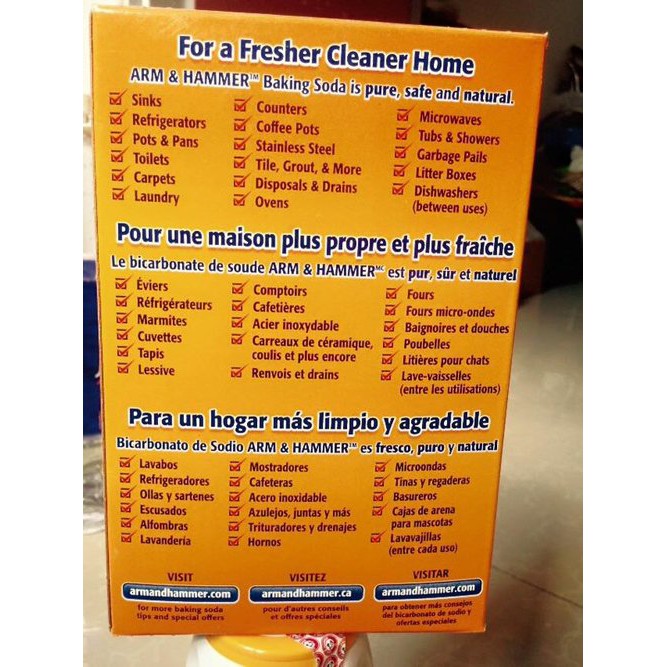 For a Fresher Cleaner Home
ARM & HAMMER™ Baking Soda is pure, safe and natural.
Sinks
Refrigerators
Pots & Pans
Toilets
Carpets
Laundry
Counters
Coffee Pots
Stainless Steel
Tile, Grout, & More
Disposals & Drains
Ovens
Microwaves
Tubs & Showers
Garbage Pails
Litter Boxes
Dishwashers
(between uses)
Pour une maison plus propre et plus fraîche
Le bicarbonate de soude ARM & HAMMERᴹᶜ est pur, sûr et naturel
Éviers
Réfrigérateurs
Marmites
Cuvettes
Tapis
Lessive
Comptoirs
Cafetières
Acier inoxydable
Carreaux de céramique,
coulis et plus encore
Renvois et drains
Fours
Fours micro-ondes
Baignoires et douches
Poubelles
Litières pour chats
Lave-vaisselles
(entre les utilisations)
Para un hogar más limpio y agradable
Bicarbonato de Sodio ARM & HAMMER™ es fresco, puro y natural
Lavabos
Refrigeradores
Ollas y sartenes
Escusados
Alfombras
Lavandería
Mostradores
Cafeteras
Acero inoxidable
Azulejos, juntas y más
Trituradores y drenajes
Hornos
Microondas
Tinas y regaderas
Basureros
Cajas de arena
para mascotas
Lavavajillas
(entre cada uso)
VISIT
armandhammer.com
for more baking soda
tips and special offers
VISITEZ
armandhammer.ca
pour d'autres conseils
et offres spéciales
VISITAR
armandhammer.com
para obtener más consejos
del bicarbonato de sodio y
ofertas especiales